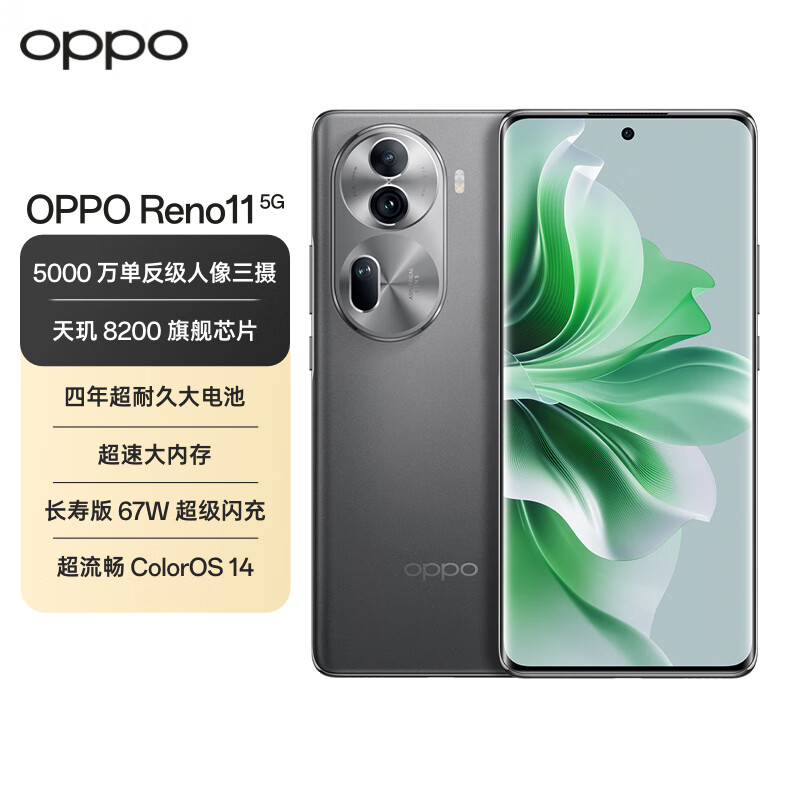 oppo
OPPO Reno11 5G
5000 万单反级人像三摄
天玑 8200 旗舰芯片
四年超耐久大电池
超速大内存
长寿版 67W 超级闪充
超流畅 ColorOS 14
oppo